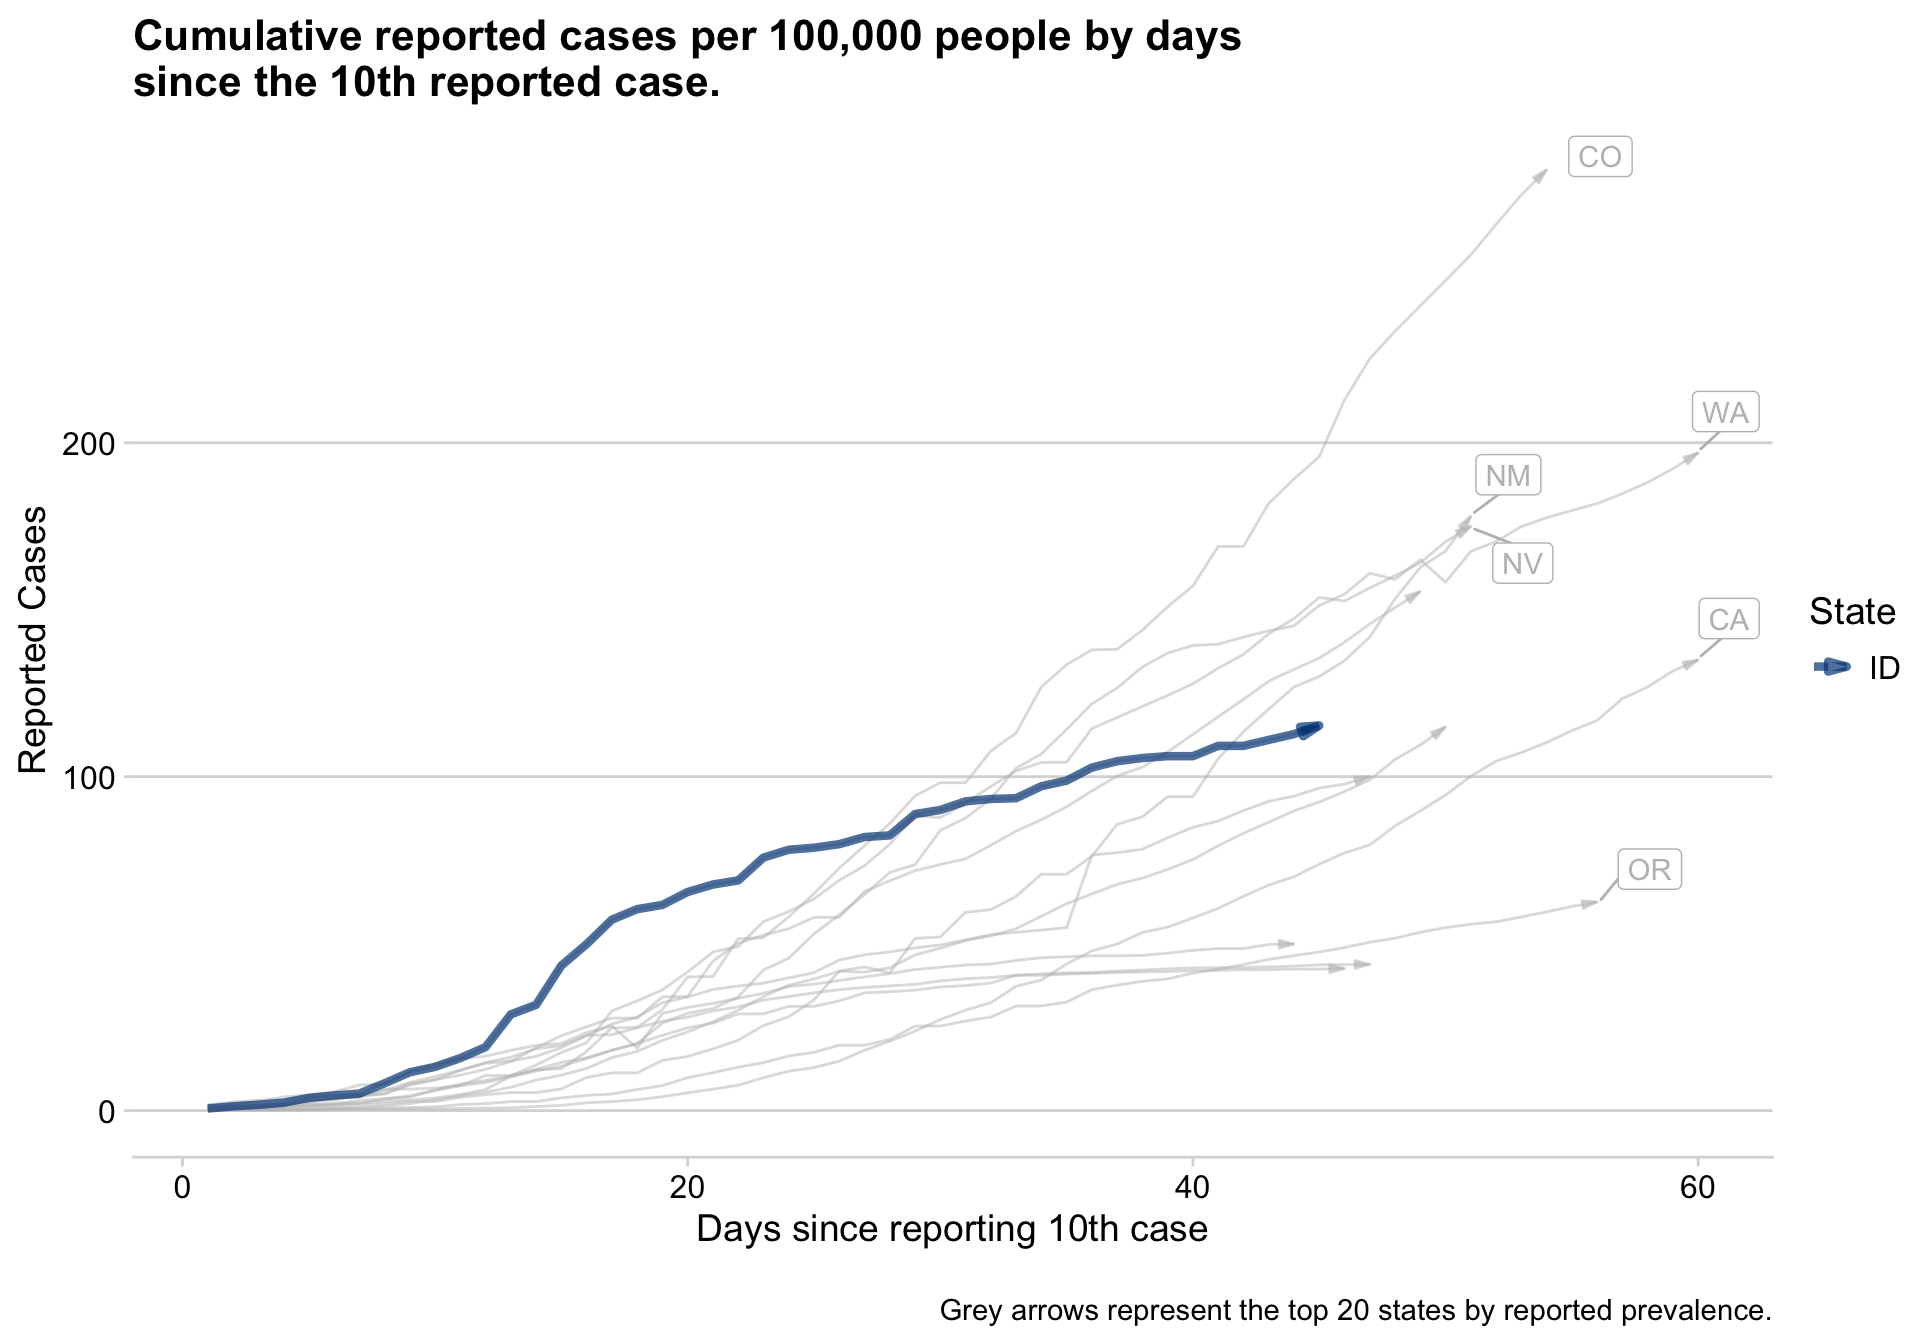 Cumulative reported cases per 100,000 people by days
since the 10th reported case.
CO
WA
200
NM
NV
CA
State
ID
Reported Cases
100
OR
0
0
20
40
60
Days since reporting 10th case
Grey arrows represent the top 20 states by reported prevalence.